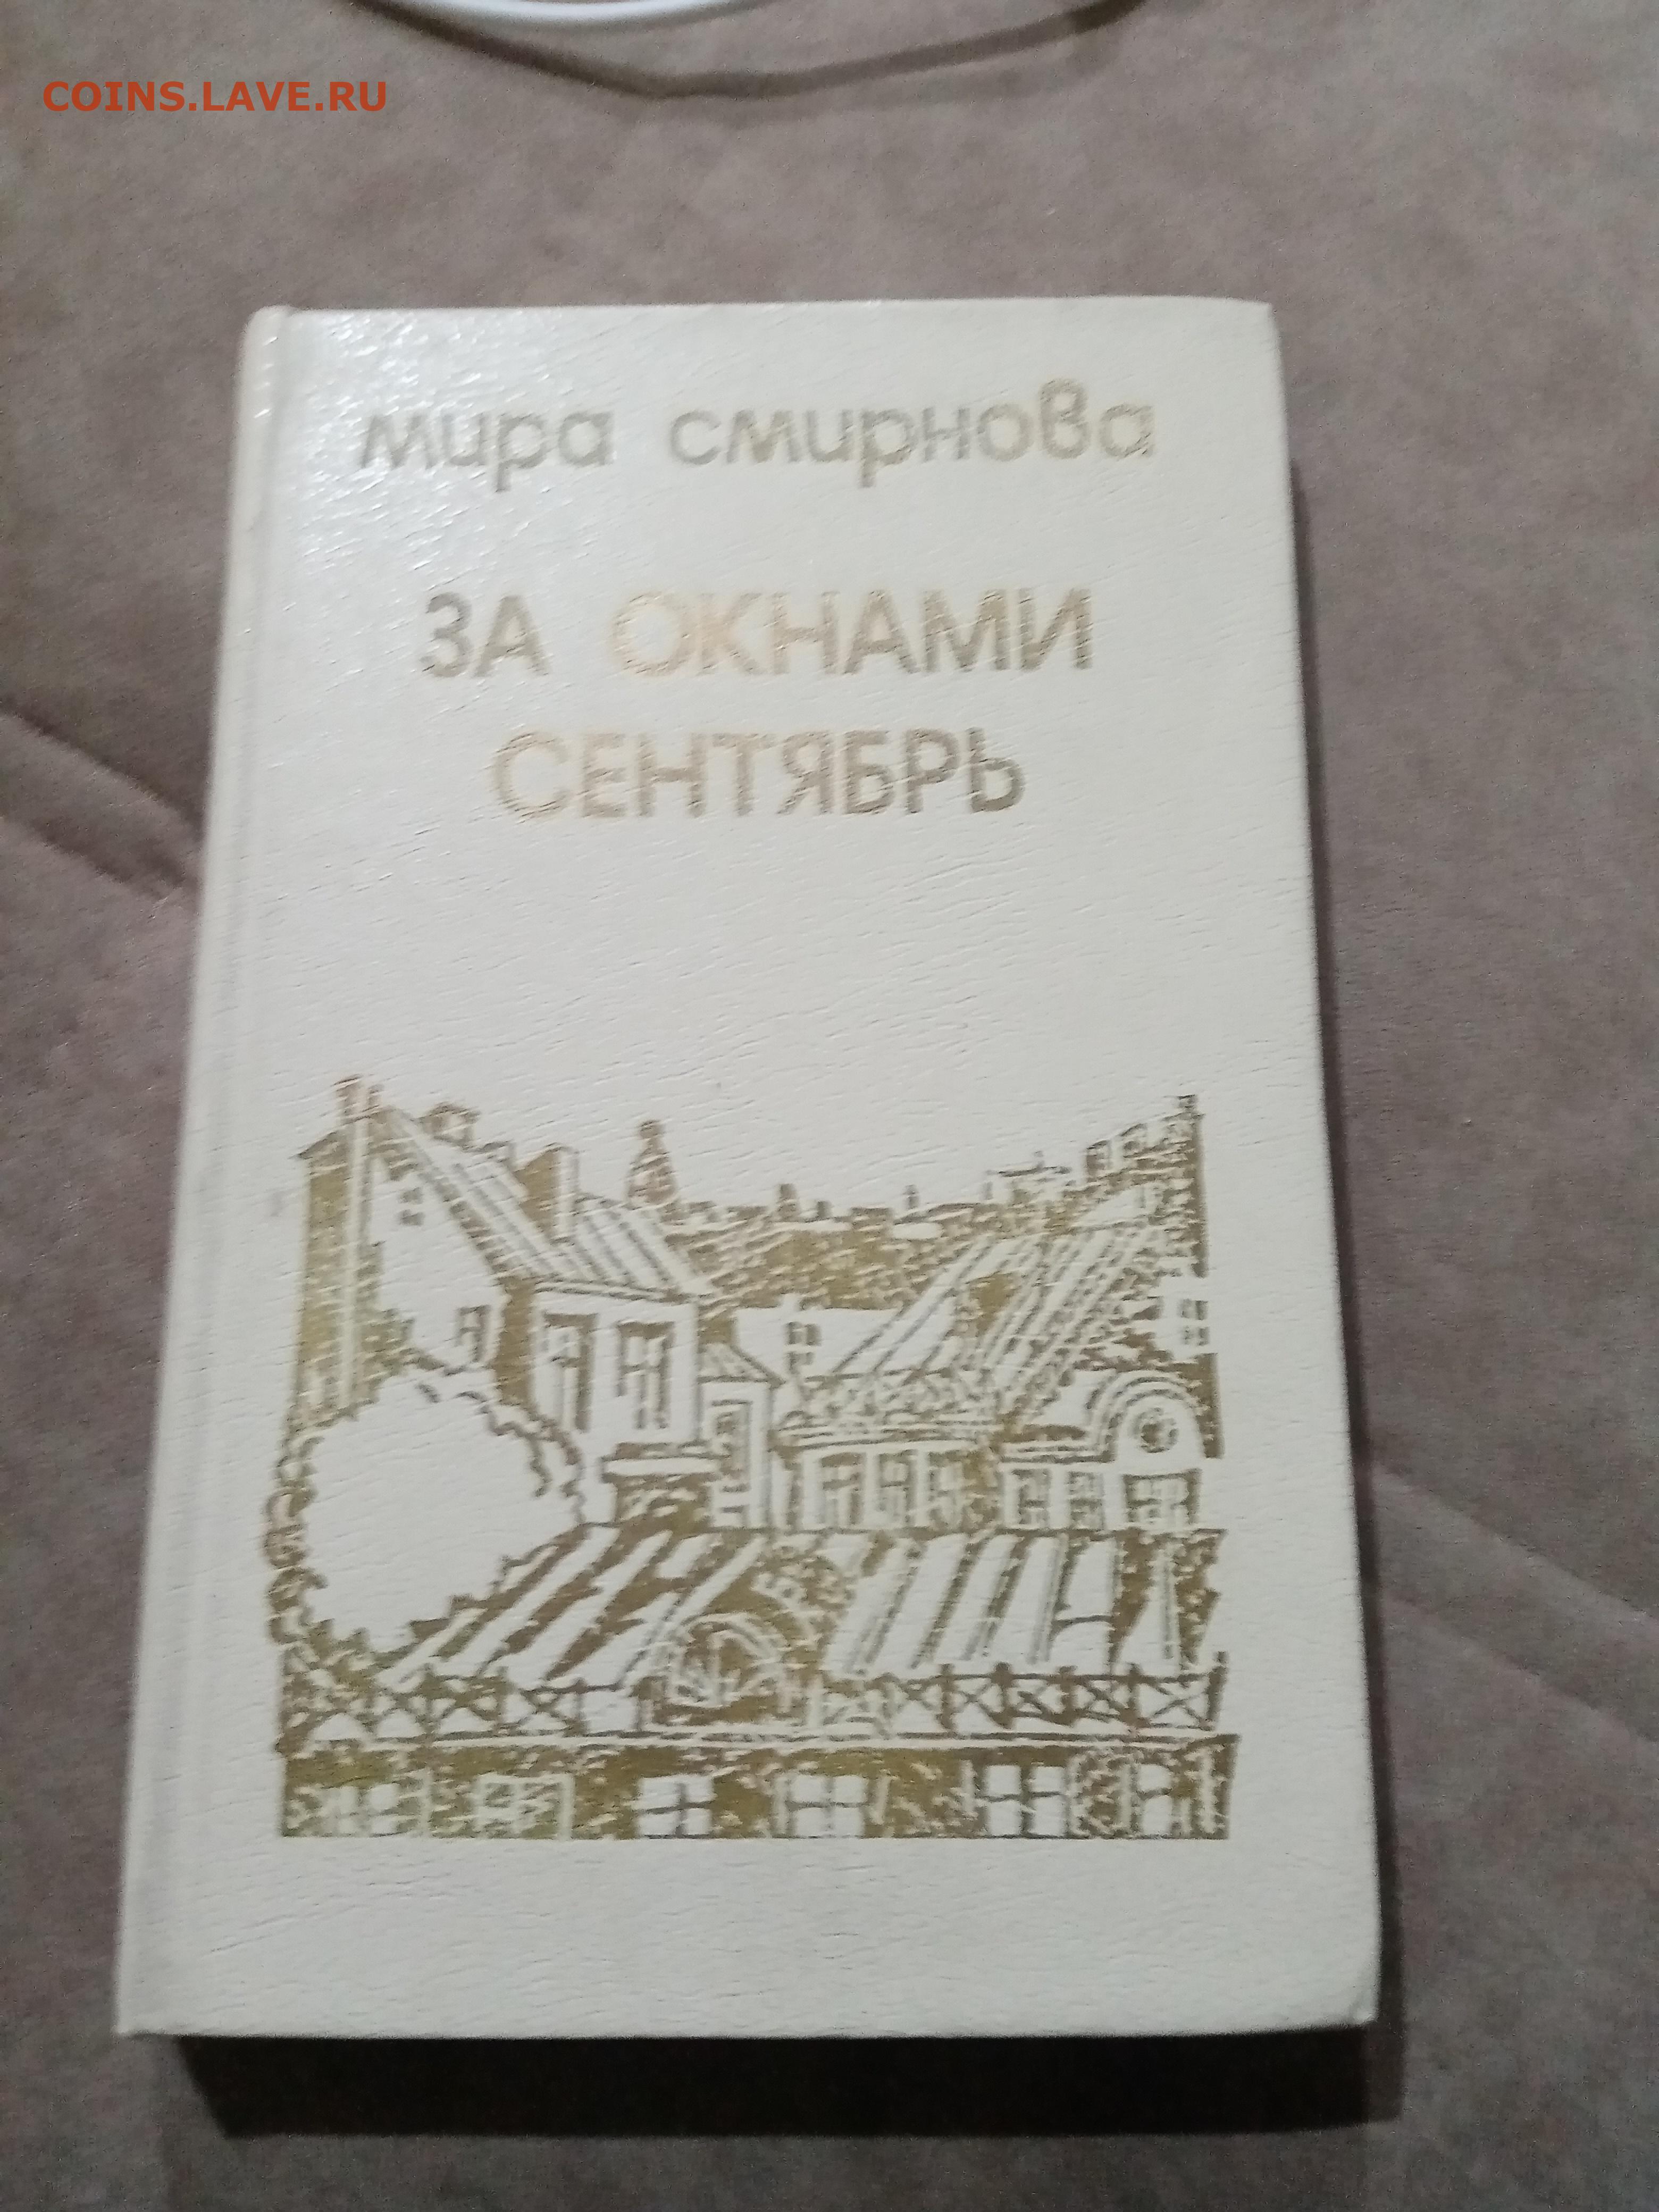 COINS.LAVE.RU
мира смирнова
ЗА ОКНАМИ
СЕНТЯБРЬ